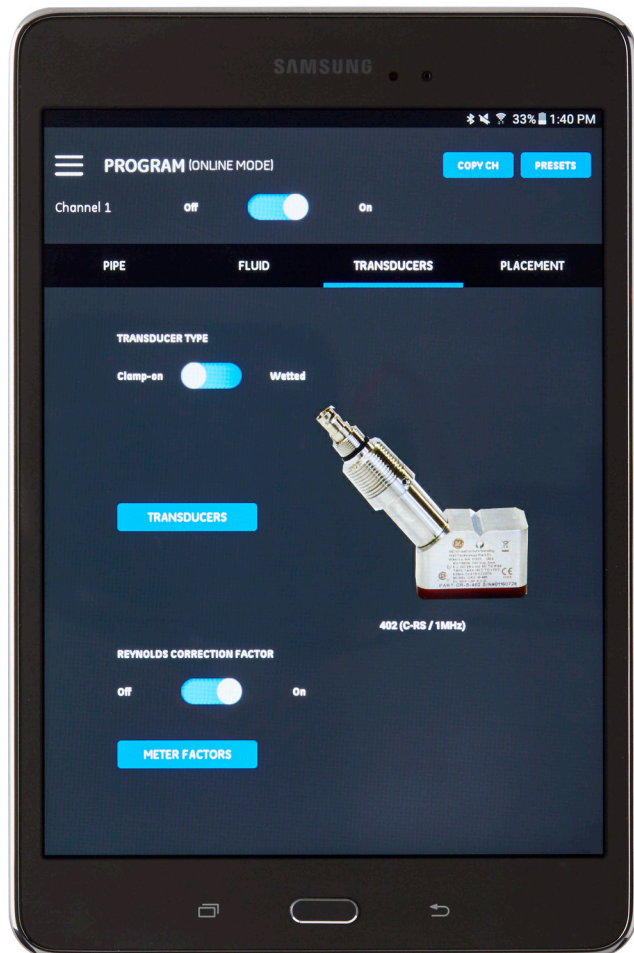 SAMSUNG
33% 1:40 PM
PROGRAM (ONLINE MODE)
COPY CH
PRESETS
Channel 1
Off
On
PIPE
FLUID
TRANSDUCERS
PLACEMENT
TRANSDUCER TYPE
Clamp-on
Wetted
TRANSDUCERS
402 (C-RS / 1MHz)
REYNOLDS CORRECTION FACTOR
Off
On
METER FACTORS